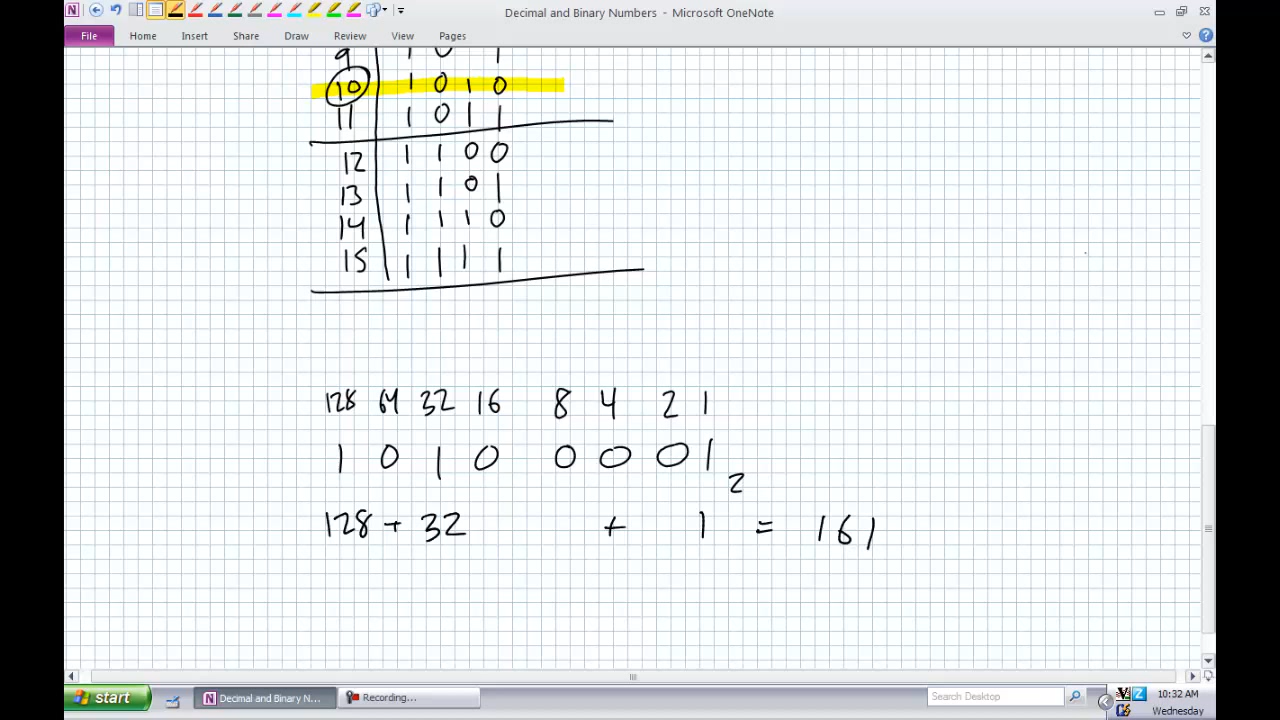 Decimal and Binary Numbers - Microsoft OneNote
File Home Insert Share Draw Review View Pages
9 1 0 1
10 1 0 1 0
11 1 0 1 1
12 1 1 0 0
13 1 1 0 1
14 1 1 1 0
15 1 1 1 1
128 64 32 16 8 4 2 1
1 0 1 0 0 0 0 1 2
128 + 32 + 1 = 161
start Decimal and Binary N... Recording... Search Desktop 10:32 AM
Wednesday